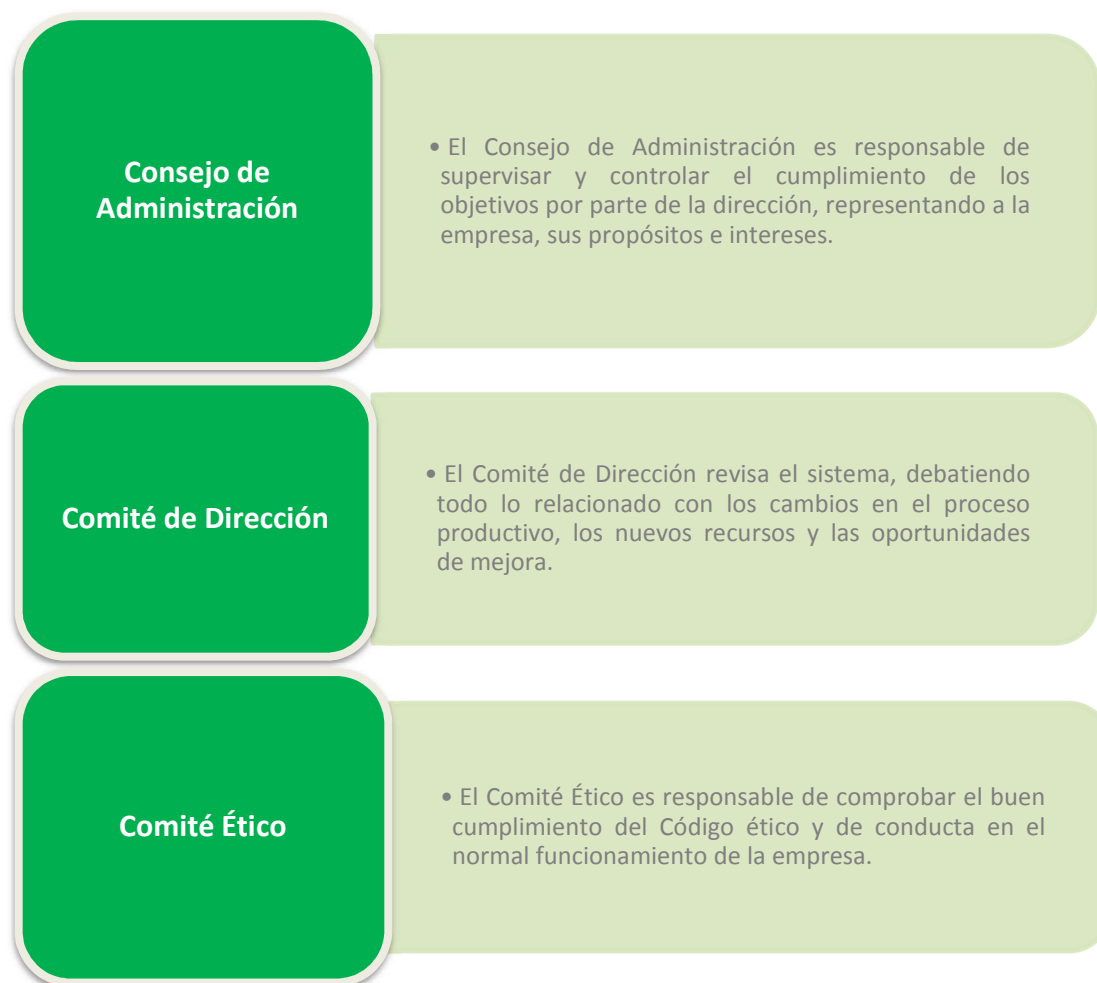 Consejo de
Administración
• El Consejo de Administración es responsable de
supervisar y controlar el cumplimiento de los
objetivos por parte de la dirección, representando a la
empresa, sus propósitos e intereses.
Comité de Dirección
• El Comité de Dirección revisa el sistema, debatiendo
todo lo relacionado con los cambios en el proceso
productivo, los nuevos recursos y las oportunidades
de mejora.
Comité Ético
• El Comité Ético es responsable de comprobar el buen
cumplimiento del Código ético y de conducta en el
normal funcionamiento de la empresa.